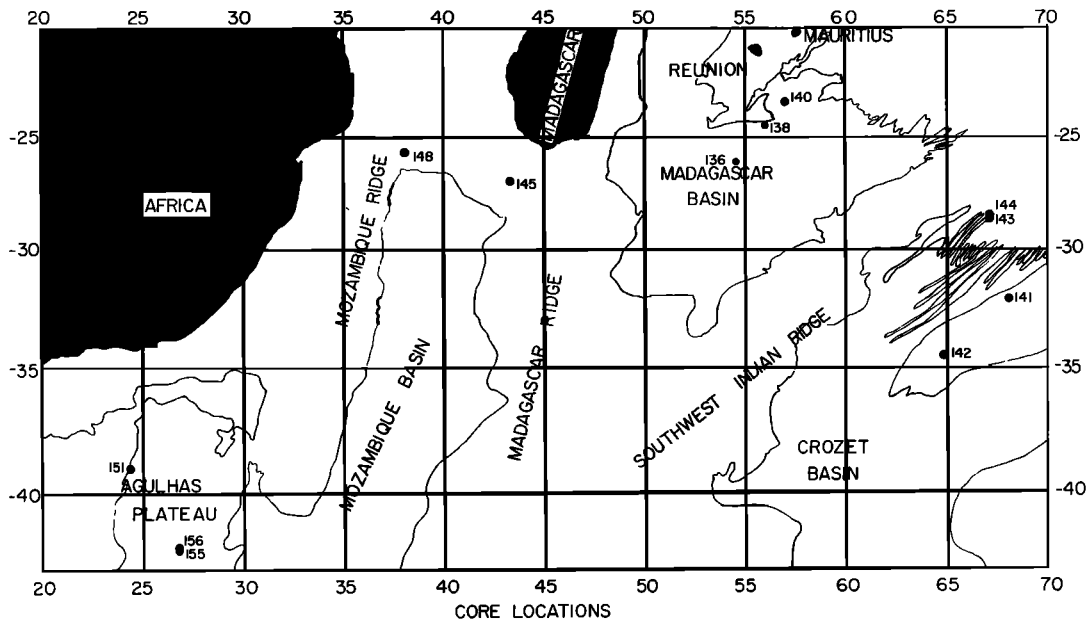 20 25 30 35 40 45 50 55 60 65 70
MAURITIUS
REUNION
MADAGASCAR
140
138
-25 -25
148
136
145
MADAGASCAR
BASIN
AFRICA
MOZAMBIQUE RIDGE
144
143
-30 -30
141
MADAGASCAR RIDGE
SOUTHWEST INDIAN RIDGE
142
-35 -35
MOZAMBIQUE BASIN
CROZET
BASIN
151
AGULHAS
PLATEAU
-40 -40
156
155
20 25 30 35 40 45 50 55 60 65 70
CORE LOCATIONS